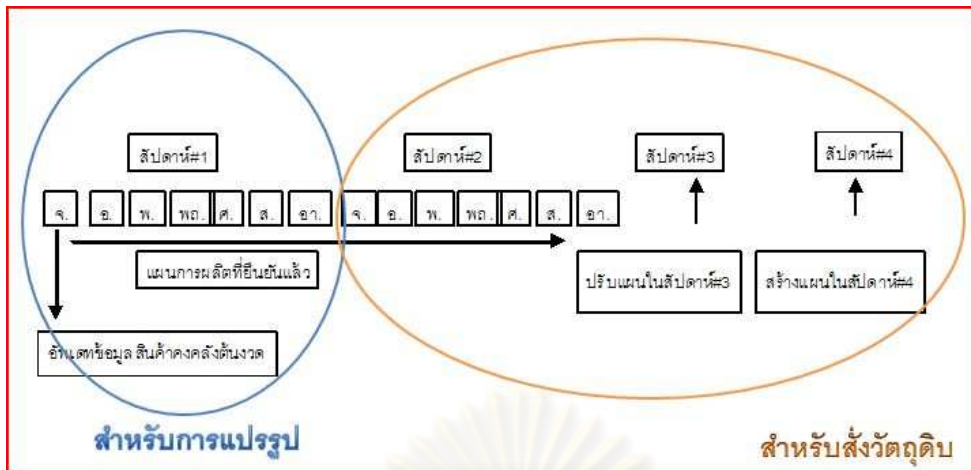 สัปดาห์#1 สัปดาห์#2 สัปดาห์#3 สัปดาห์#4
จ. อ. พ. พฤ. ศ. ส. อา. จ. อ. พ. พฤ. ศ. ส. อา.
แผนการผลิตที่ยืนยันแล้ว
ปรับแผนในสัปดาห์#3 สร้างแผนในสัปดาห์#4
อัพเดทข้อมูล สินค้าคงคลังต้นงวด
สำหรับการแปรรูป
สำหรับสั่งวัตถุดิบ